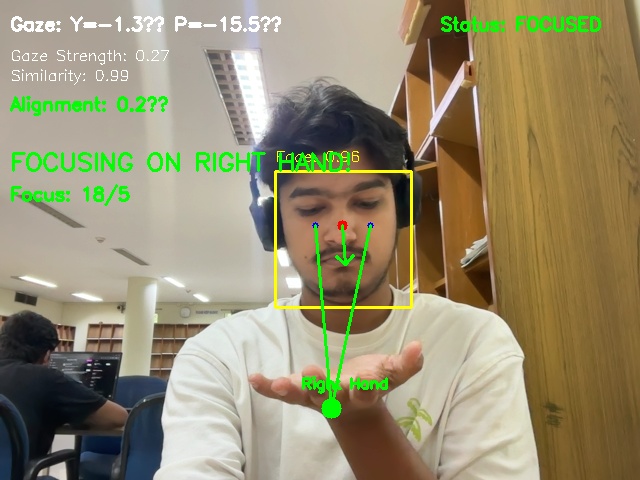 Gaze: Y=-1.3?? P=-15.5??
Status: FOCUSED
Gaze Strength: 0.27
Similarity: 0.99
Alignment: 0.2??
FOCUSING ON RIGHT HAND!
Face: 0.96
Focus: 18/5
Right Hand